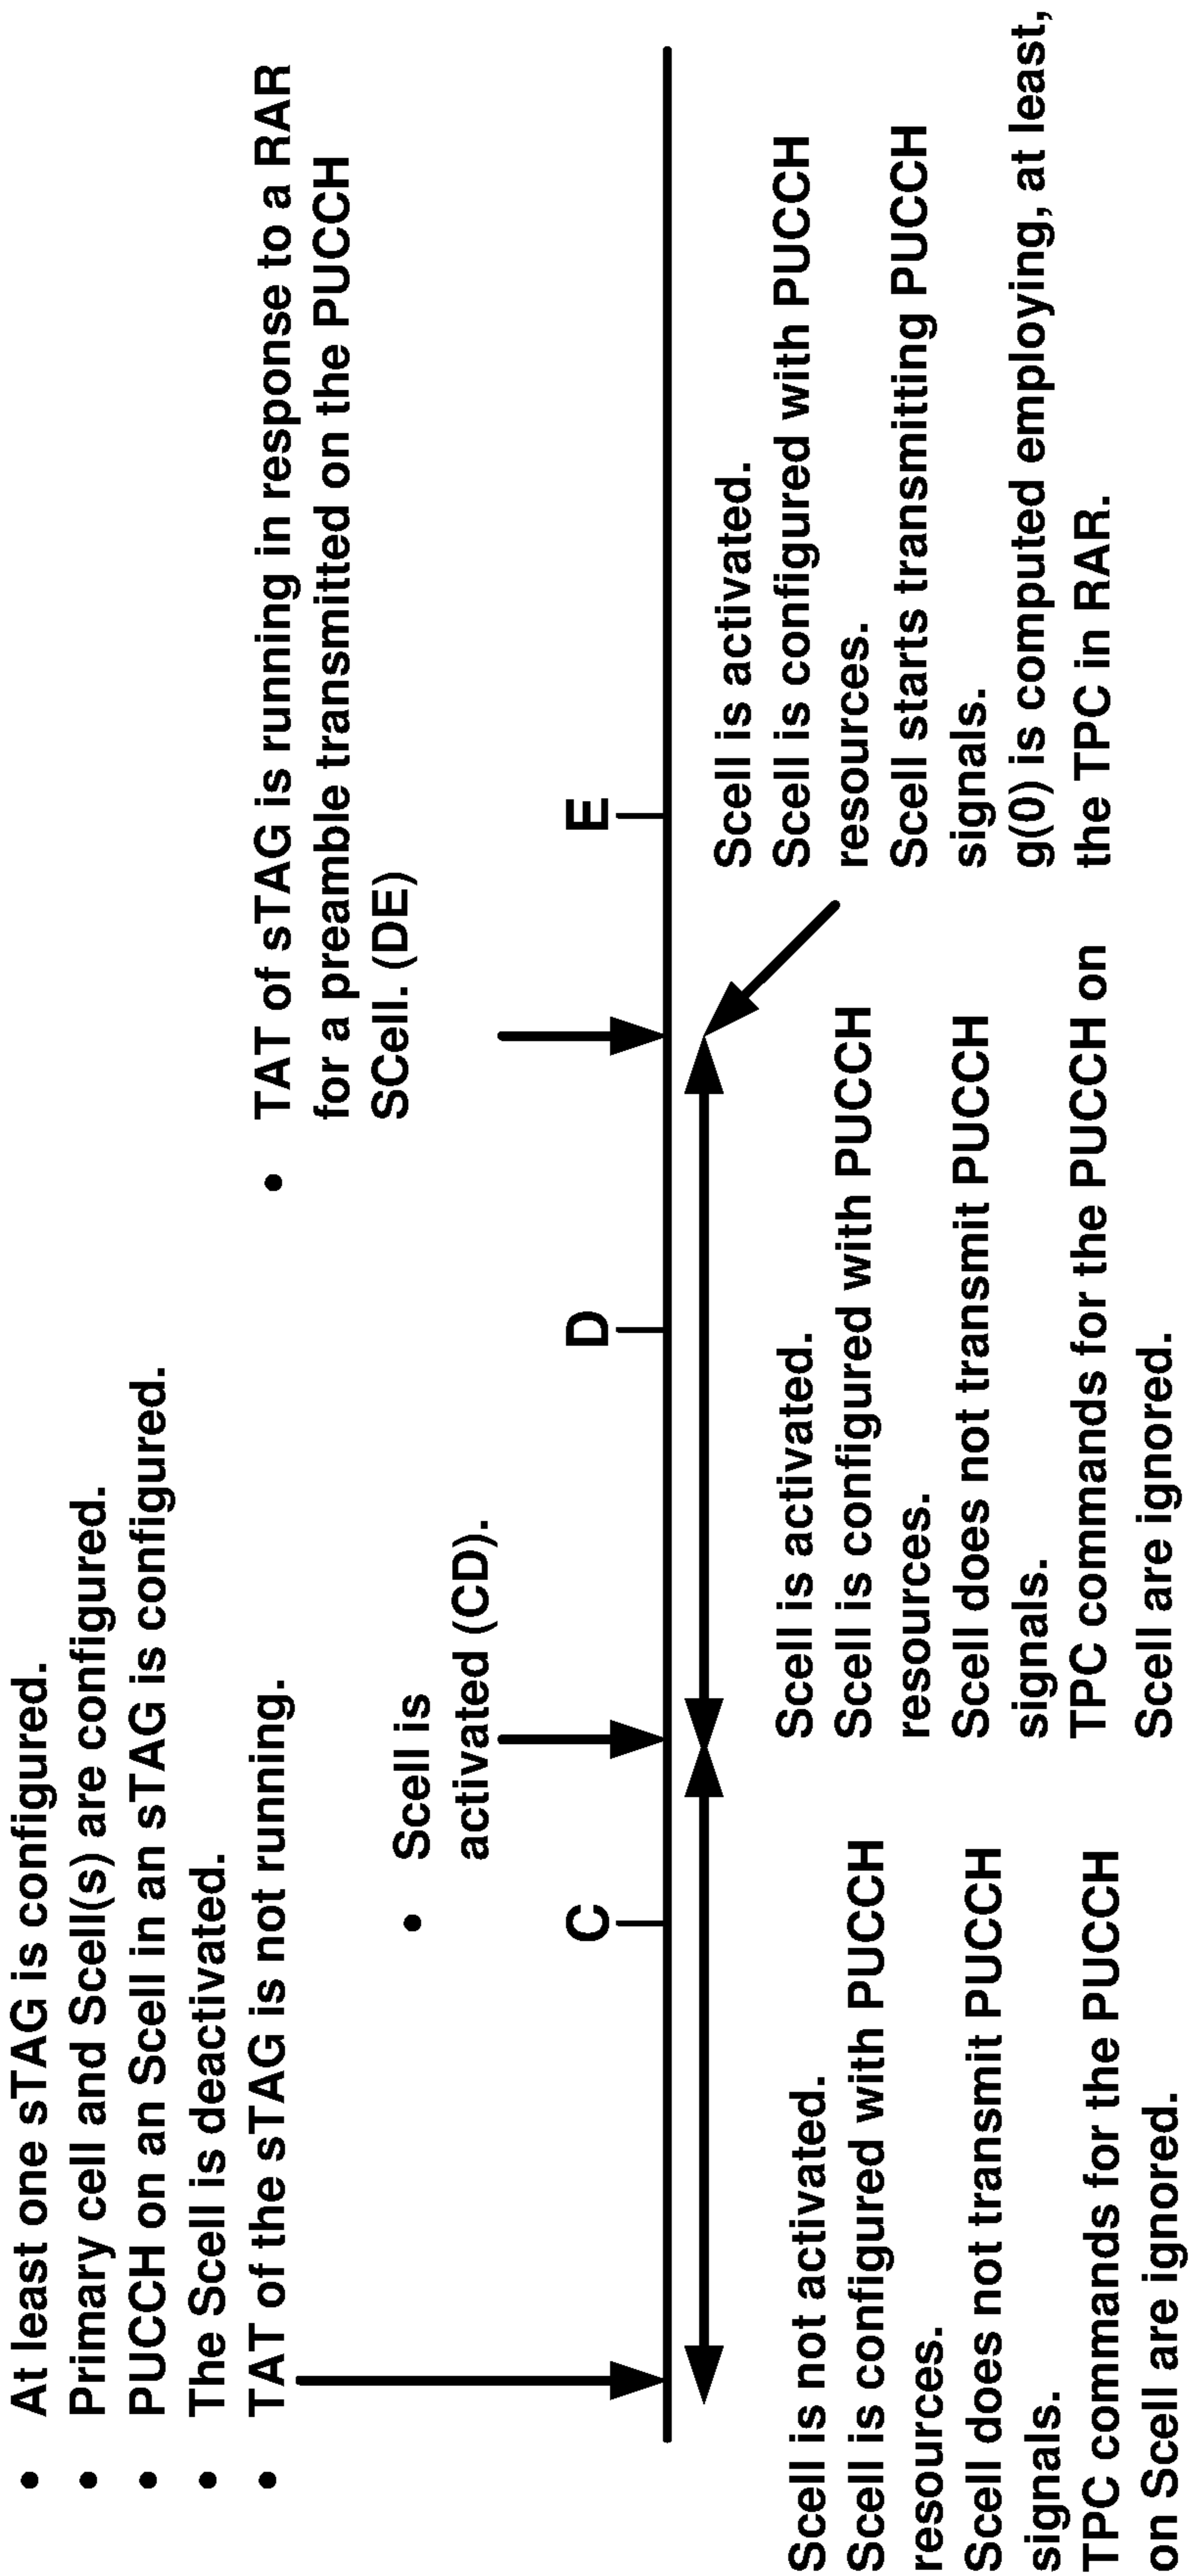 • At least one sTAG is configured.
• Primary cell and Scell(s) are configured.
• PUCCH on an Scell in an sTAG is configured.
• The Scell is deactivated.
• TAT of the sTAG is not running.
• Scell is
activated (CD).
• TAT of sTAG is running in response to a RAR
for a preamble transmitted on the PUCCH
SCell. (DE)
C
D
E
Scell is not activated.
Scell is configured with PUCCH
resources.
Scell does not transmit PUCCH
signals.
TPC commands for the PUCCH
on Scell are ignored.
Scell is activated.
Scell is configured with PUCCH
resources.
Scell does not transmit PUCCH
signals.
TPC commands for the PUCCH on
Scell are ignored.
Scell is activated.
Scell is configured with PUCCH
resources.
Scell starts transmitting PUCCH
signals.
g(0) is computed employing, at least,
the TPC in RAR.